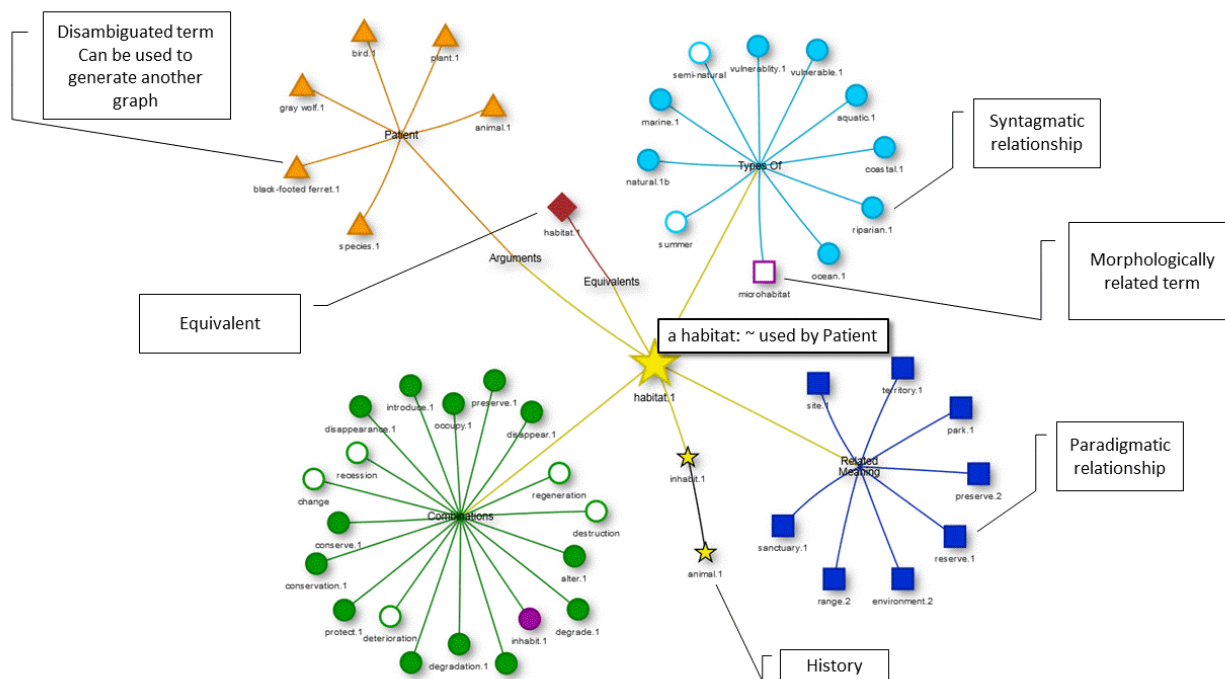 Disambiguated term
Can be used to
generate another
graph
bird.1
plant.1
gray wolf.1
animal.1
Patient
black-footed ferret.1
species.1
semi-natural
vulnerablity.1
vulnerable.1
marine.1
aquatic.1
Types Of
coastal.1
natural.1b
riparian.1
summer
ocean.1
microhabitat
Syntagmatic
relationship
Morphologically
related term
habitat.1
Arguments
Equivalents
Equivalent
a habitat: ~ used by Patient
habitat.1
introduce.1
preserve.1
occupy.1
disappearance.1
disappear.1
recession
change
regeneration
Combinations
destruction
conserve.1
conservation.1
alter.1
protect.1
deterioration
inhabit.1
degrade.1
degradation.1
inhabit.1
animal.1
History
site.1
territory.1
park.1
Related
Meaning
preserve.2
sanctuary.1
reserve.1
range.2
environment.2
Paradigmatic
relationship